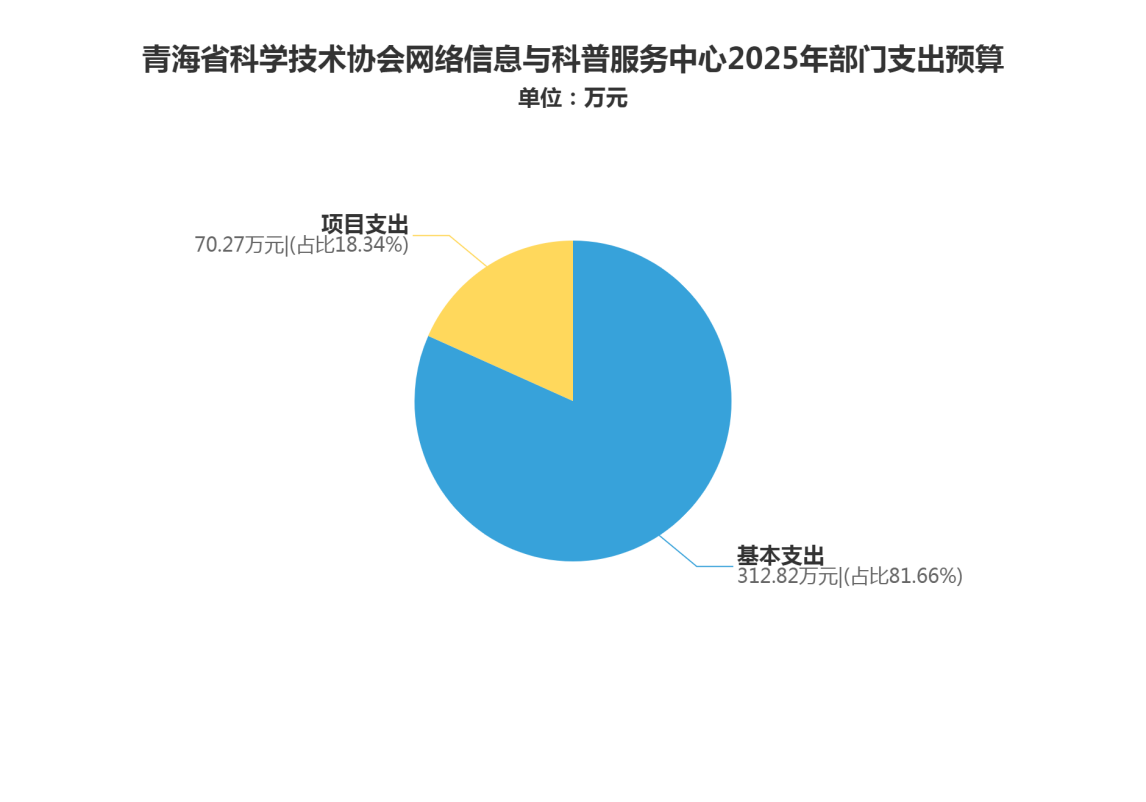 青海省科学技术协会网络信息与科普服务中心2025年部门支出预算
单位：万元
项目支出
70.27万元|(占比18.34%)
基本支出
312.82万元|(占比81.66%)